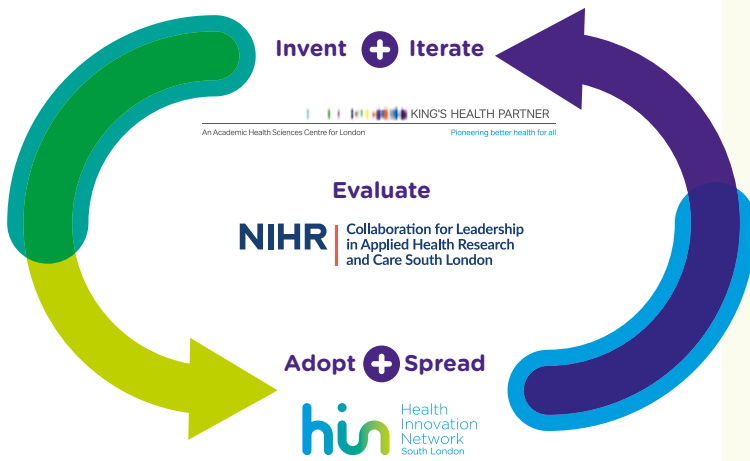 Invent + Iterate
KING'S HEALTH PARTNER
An Academic Health Sciences Centre for London Pioneering better health for all
Evaluate
NIHR Collaboration for Leadership
in Applied Health Research
and Care South London
Adopt + Spread
hin Health
Innovation
Network
South London